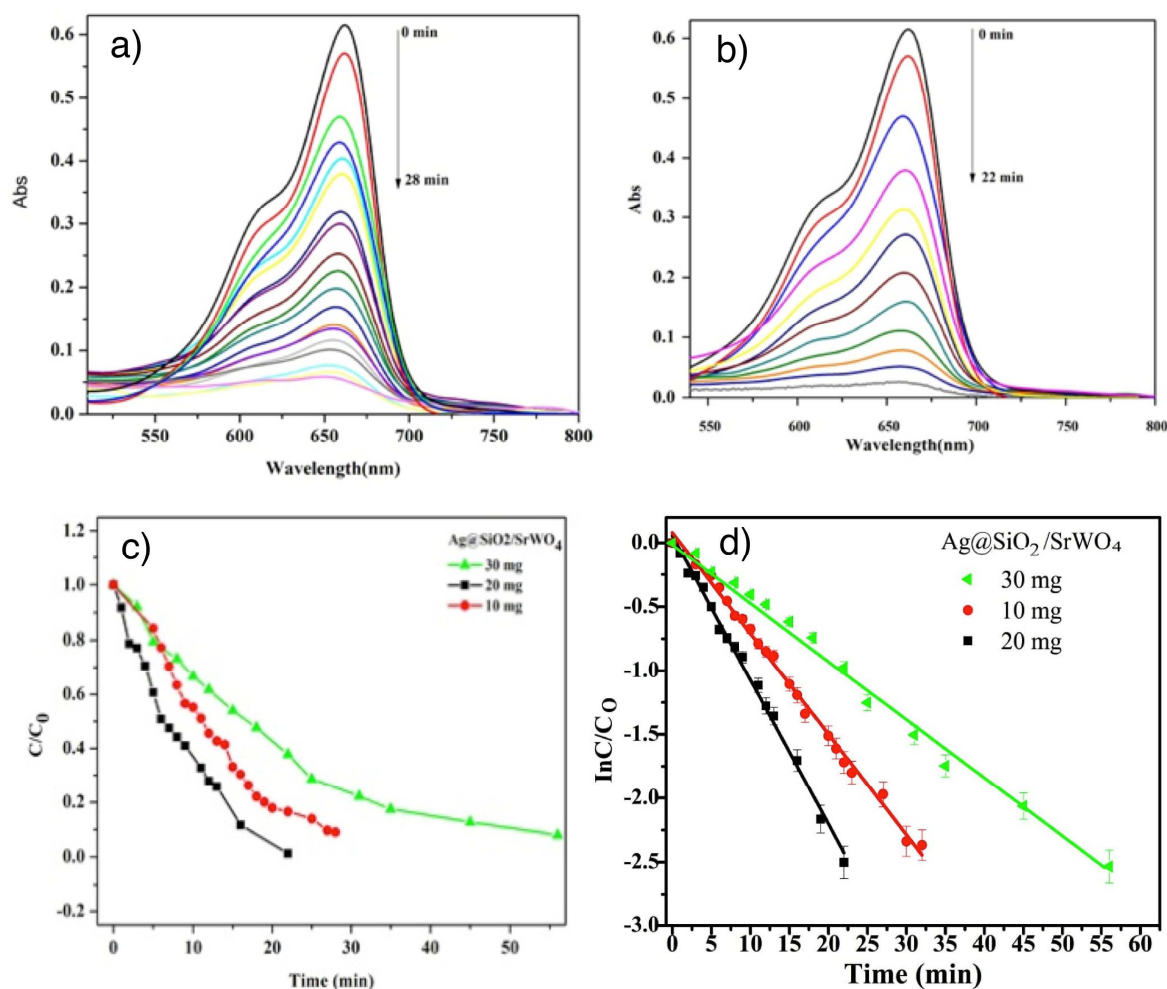 a)
0 min
28 min
Abs
0.6
0.5
0.4
0.3
0.2
0.1
0.0
550 600 650 700 750 800
Wavelength(nm)
b)
0 min
22 min
Abs
0.6
0.5
0.4
0.3
0.2
0.1
0.0
550 600 650 700 750 800
Wavelength(nm)
c)
Ag@SiO2/SrWO4
30 mg
20 mg
10 mg
C/C0
1.2
1.0
0.8
0.6
0.4
0.2
0.0
-0.2
0 10 20 30 40 50
Time (min)
d)
Ag@SiO2/SrWO4
30 mg
10 mg
20 mg
InC/CO
0.0
-0.5
-1.0
-1.5
-2.0
-2.5
-3.0
0 5 10 15 20 25 30 35 40 45 50 55 60
Time (min)